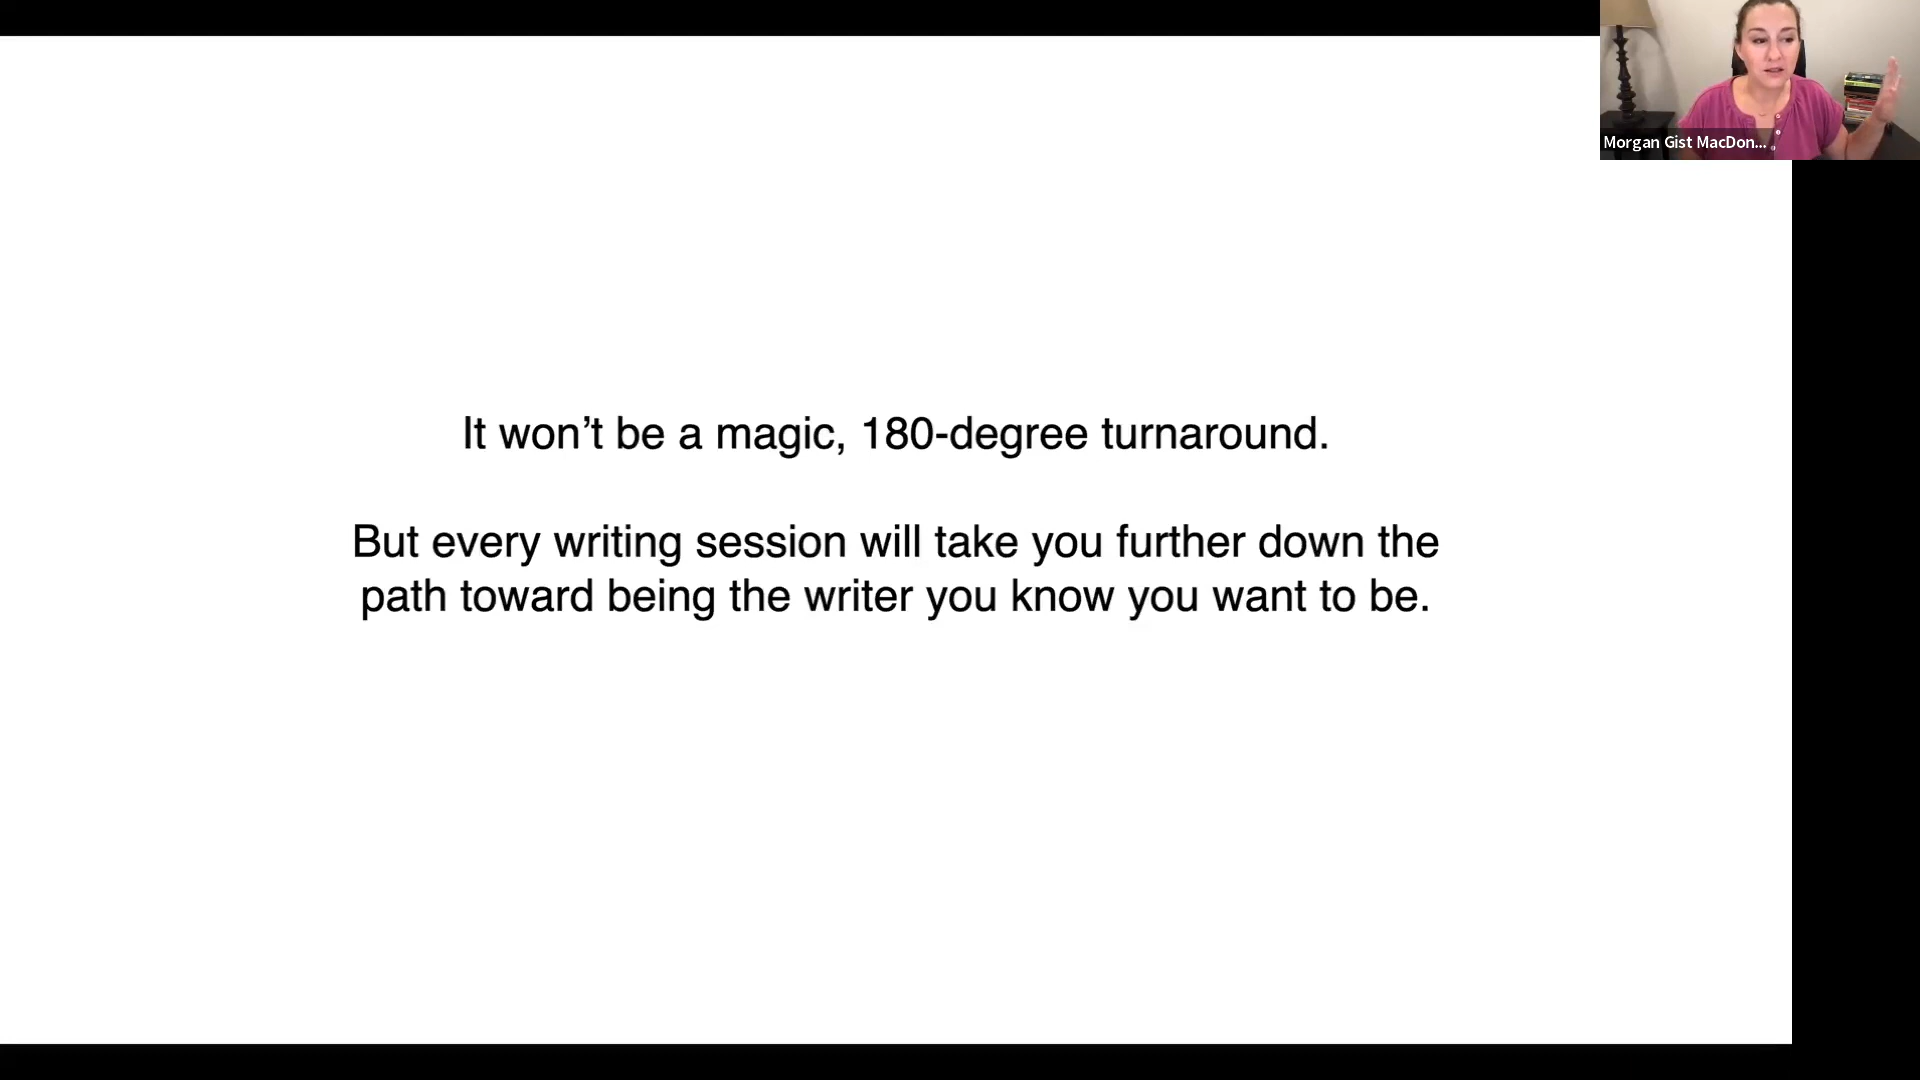 Morgan Gist MacDon...
It won’t be a magic, 180-degree turnaround.
But every writing session will take you further down the
path toward being the writer you know you want to be.